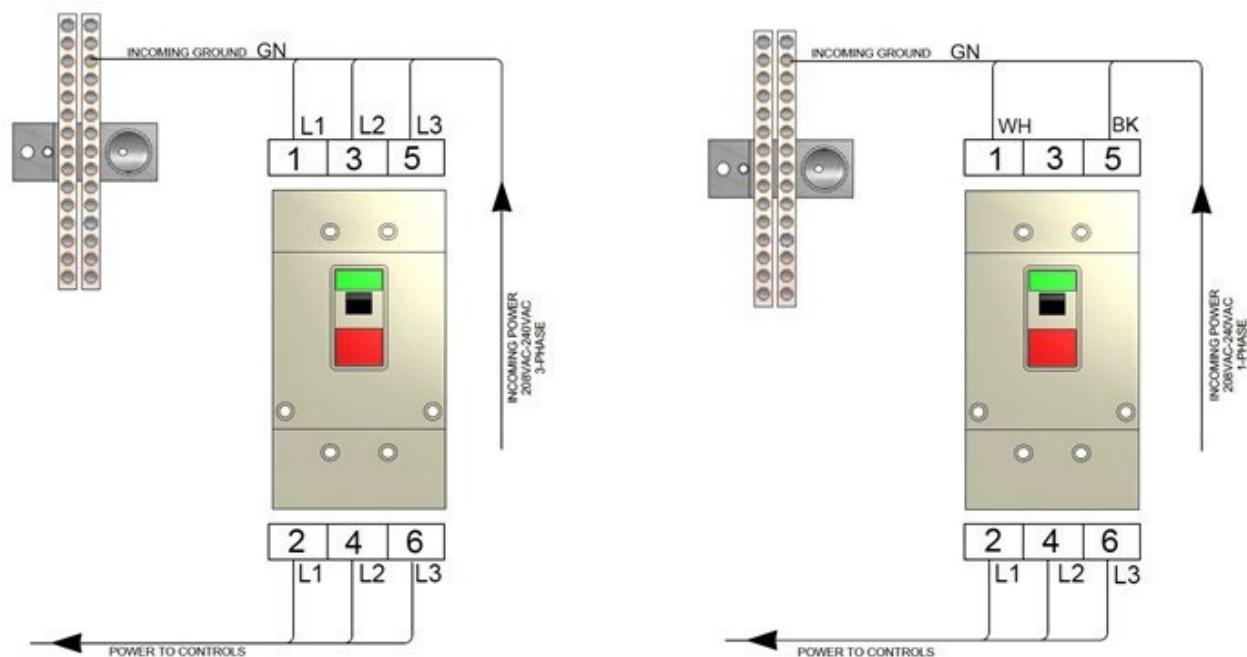 INCOMING GROUND GN
L1 L2 L3
1 3 5
INCOMING POWER
208VAC-240VAC
3-PHASE
2 4 6
L1 L2 L3
POWER TO CONTROLS
INCOMING GROUND GN
WH BK
1 3 5
INCOMING POWER
208VAC-240VAC
1-PHASE
2 4 6
L1 L2 L3
POWER TO CONTROLS